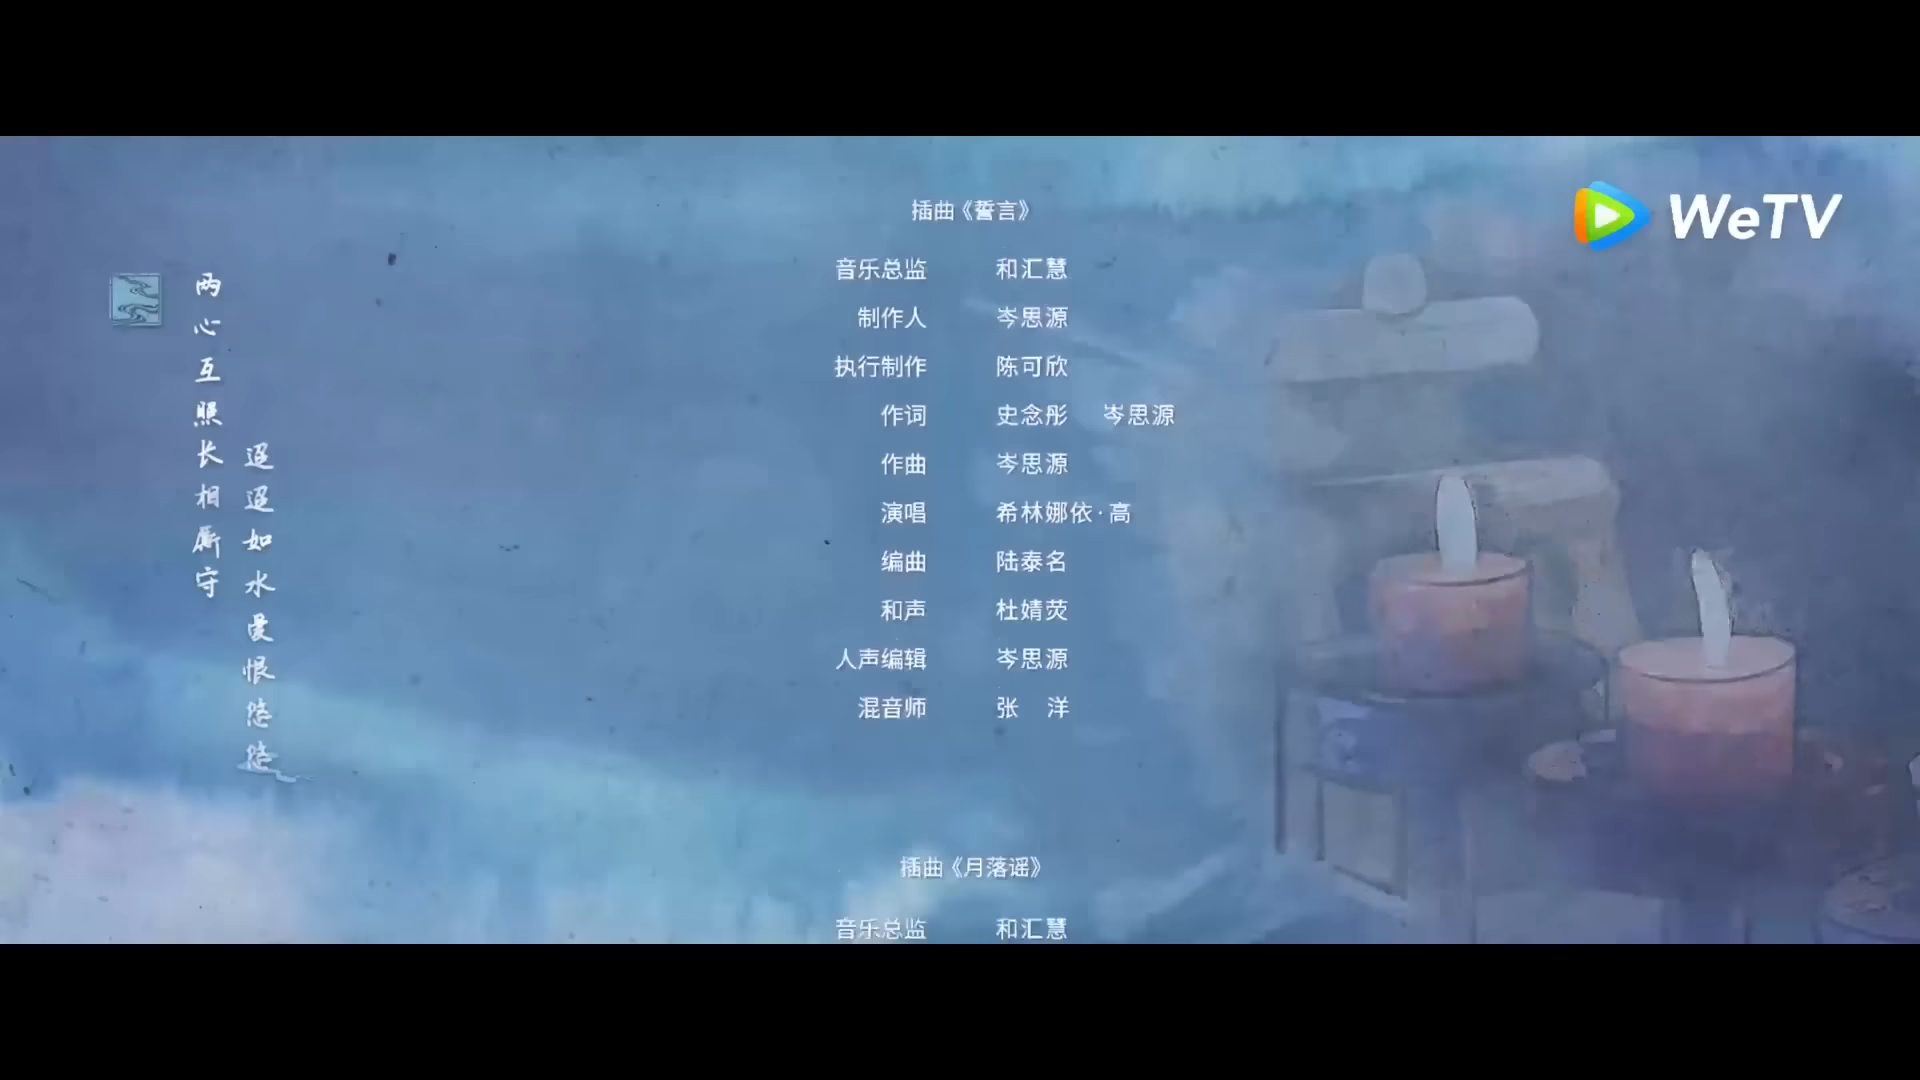 两心互照长相厮守
迢迢如水爱恨悠悠
插曲《誓言》
音乐总监 和汇慧
制作人 岑思源
执行制作 陈可欣
作词 史念彤 岑思源
作曲 岑思源
演唱 希林娜依·高
编曲 陆泰名
和声 杜婧荧
人声编辑 岑思源
混音师 张 洋
插曲《月落谣》
音乐总监 和汇慧
WeTV